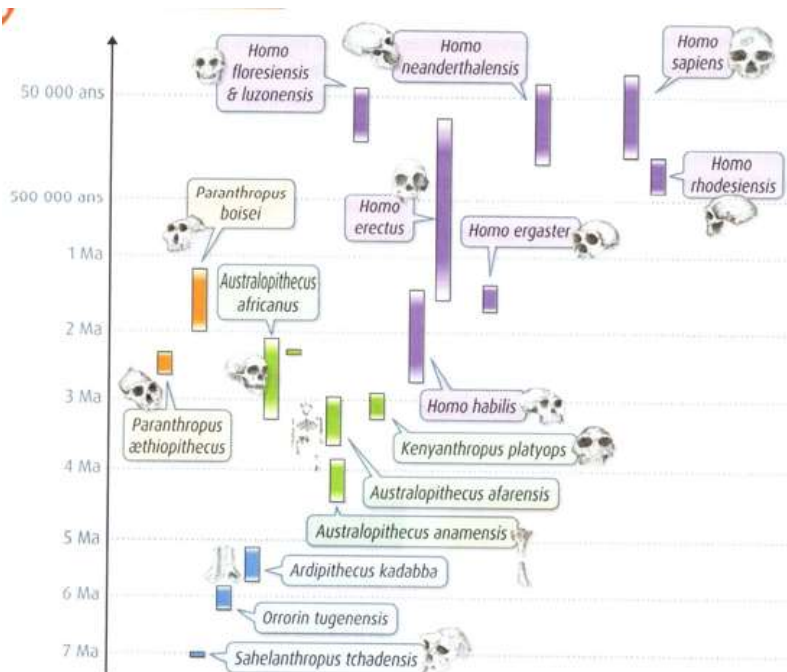 Homo
floresiensis
& luzonensis
Homo
neanderthalensis
Homo
sapiens
50 000 ans
Homo
rhodesiensis
500 000 ans
Paranthropus
boisei
Homo
erectus
Homo ergaster
1 Ma
Australopithecus
africanus
2 Ma
3 Ma
Homo habilis
Paranthropus
æthiopithecus
Kenyanthropus platyops
4 Ma
Australopithecus afarensis
Australopithecus anamensis
5 Ma
Ardipithecus kadabba
6 Ma
Orrorin tugenensis
7 Ma
Sahelanthropus tchadensis